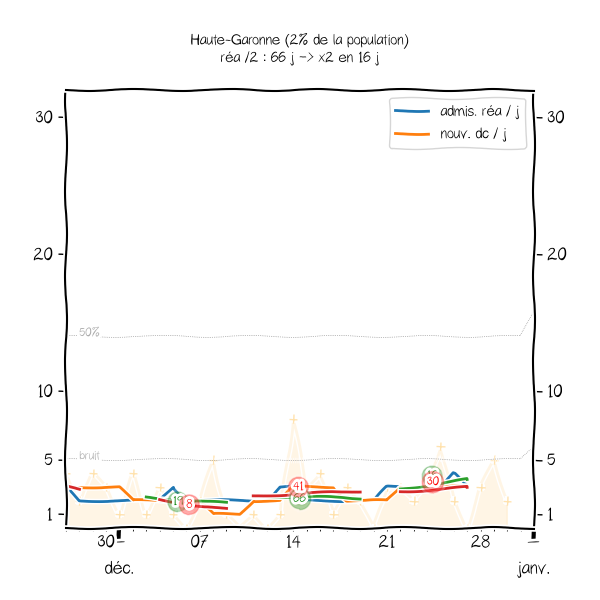 Haute-Garonne (2% de la population)
réa /2 : 66 j -> x2 en 16 j
admis. réa / j
nouv. dc / j
30 30
20 20
50%
10 10
5 bruit 5
41
30
19 8 66
1 1
30 07 14 21 28
déc. janv.